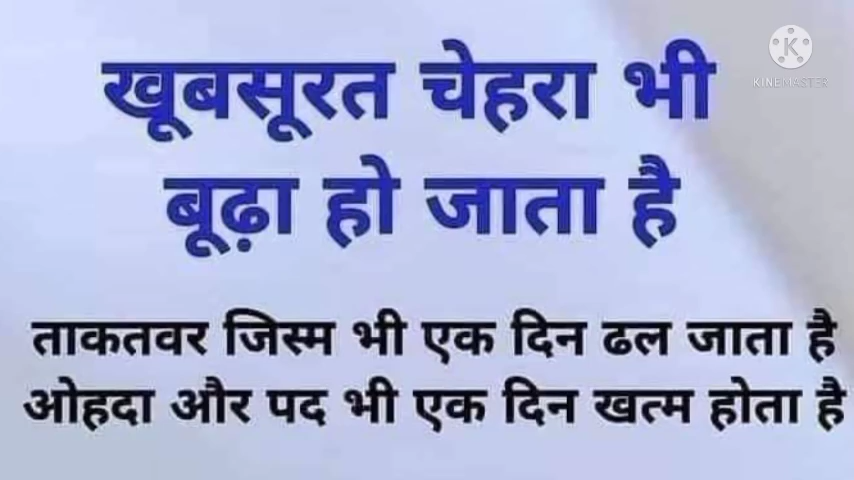 खूबसूरत चेहरा भी
बूढ़ा हो जाता है
ताकतवर जिस्म भी एक दिन ढल जाता है
ओहदा और पद भी एक दिन खत्म होता है
K
KINEMASTER